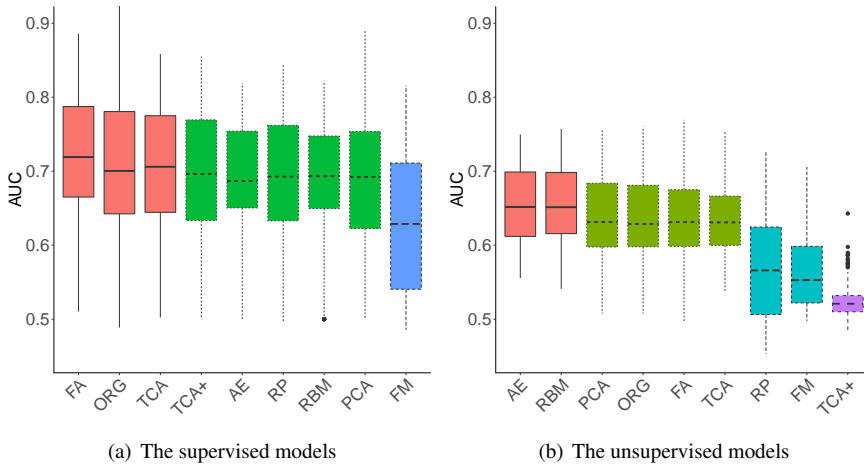 0.9
0.8
0.7
0.6
0.5
AUC
FA ORG TCA TCA+ AE RP RBM PCA FM
(a) The supervised models
0.9
0.8
0.7
0.6
0.5
AUC
AE RBM PCA ORG FA TCA RP FM TCA+
(b) The unsupervised models